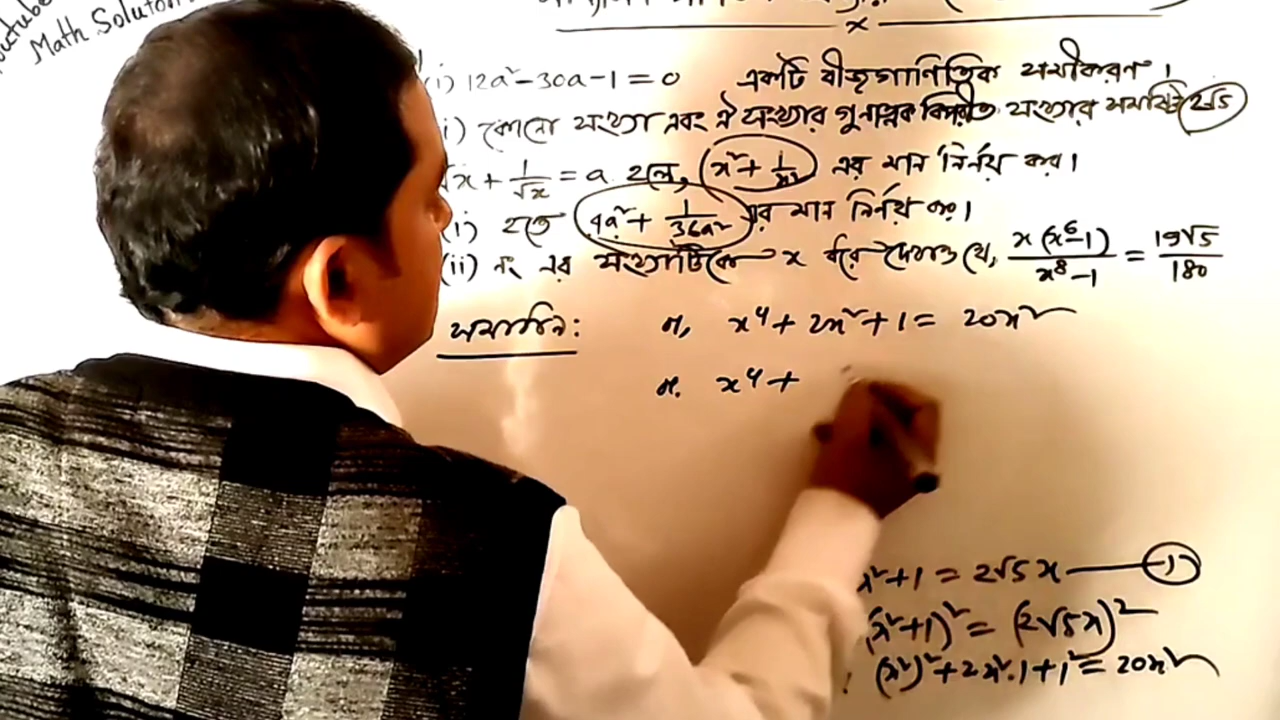 Youtube
Math Solution
(i) 12a² - 30a - 1 = 0 একটি বীজগাণিতিক সমীকরণ।
i) কোনো সংখ্যা এবং ঐ সংখ্যার গুণাত্মক বিপরীত সংখ্যার সমষ্টি 2√5
√x + 1/√x = a হলে, (x² + 1/x²) এর মান নির্ণয় কর।
(i) হতে 4a² + 1/36a² এর মান নির্ণয় কর।
(ii) নং এর সংখ্যাটিকে x ধরে দেখাও যে, x(x⁶-1)/x⁸-1 = 19√5/180
সমাধান:
বা, x⁴ + 2x² + 1 = 20x²
বা, x⁴ +
x² + 1 = 2√5x — 1
(x² + 1)² = (2√5x)²
(x²)² + 2x².1 + 1² = 20x²